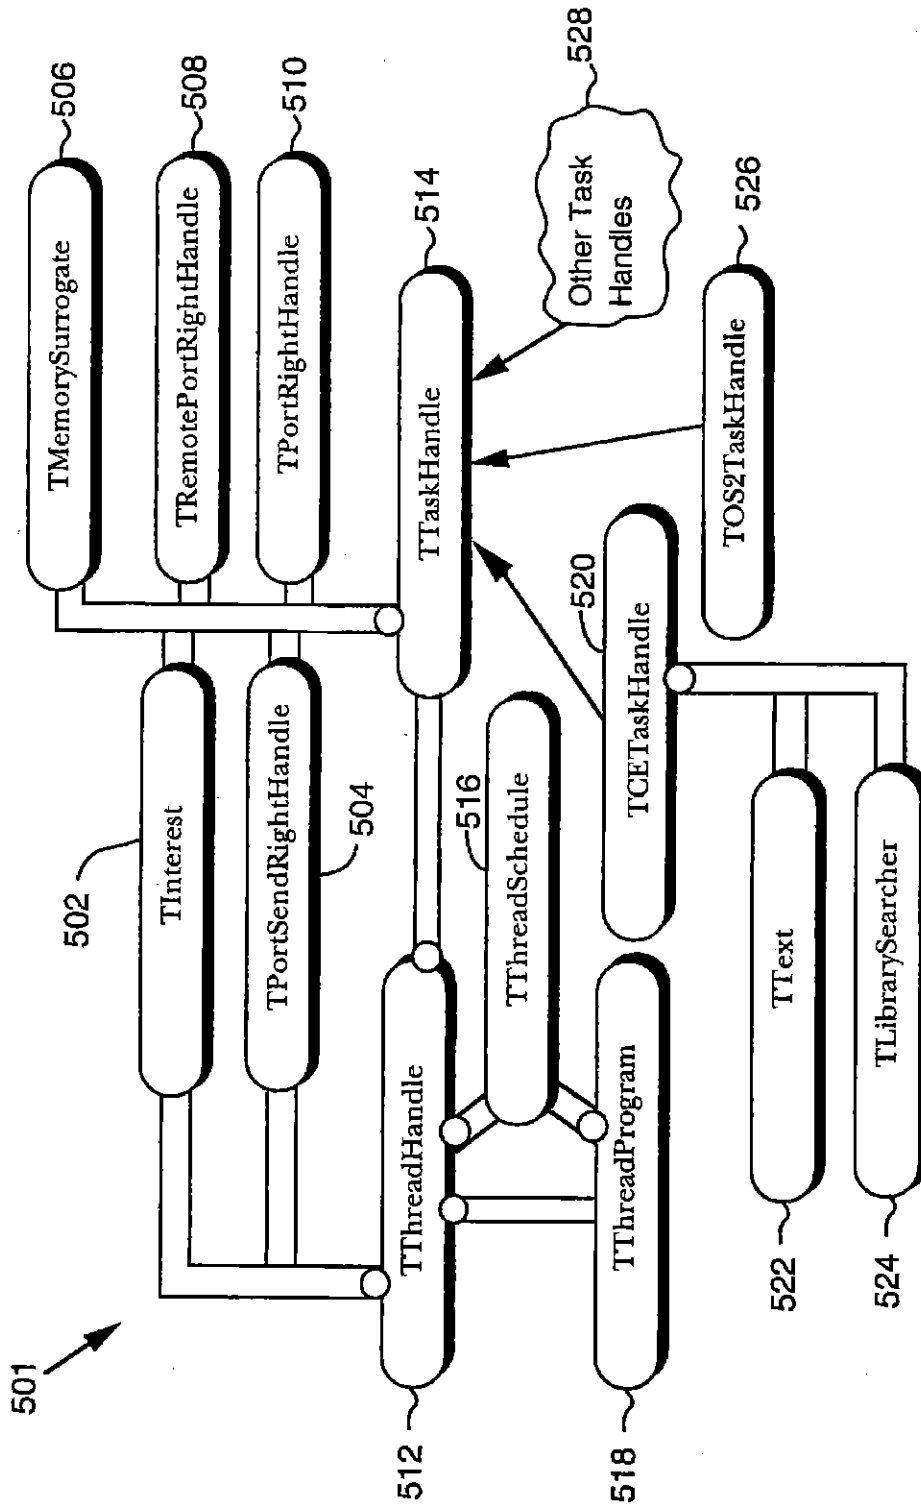 501
502
TInterest
TMemorySurrogate
506
TRemotePortRightHandle
508
TPortSendRightHandle
504
TPortRightHandle
510
512
TThreadHandle
TTaskHandle
514
516
TThreadSchedule
Other Task
Handles
528
518
TThreadProgram
TCETaskHandle
520
TOS2TaskHandle
526
522
TText
524
TLibrarySearcher